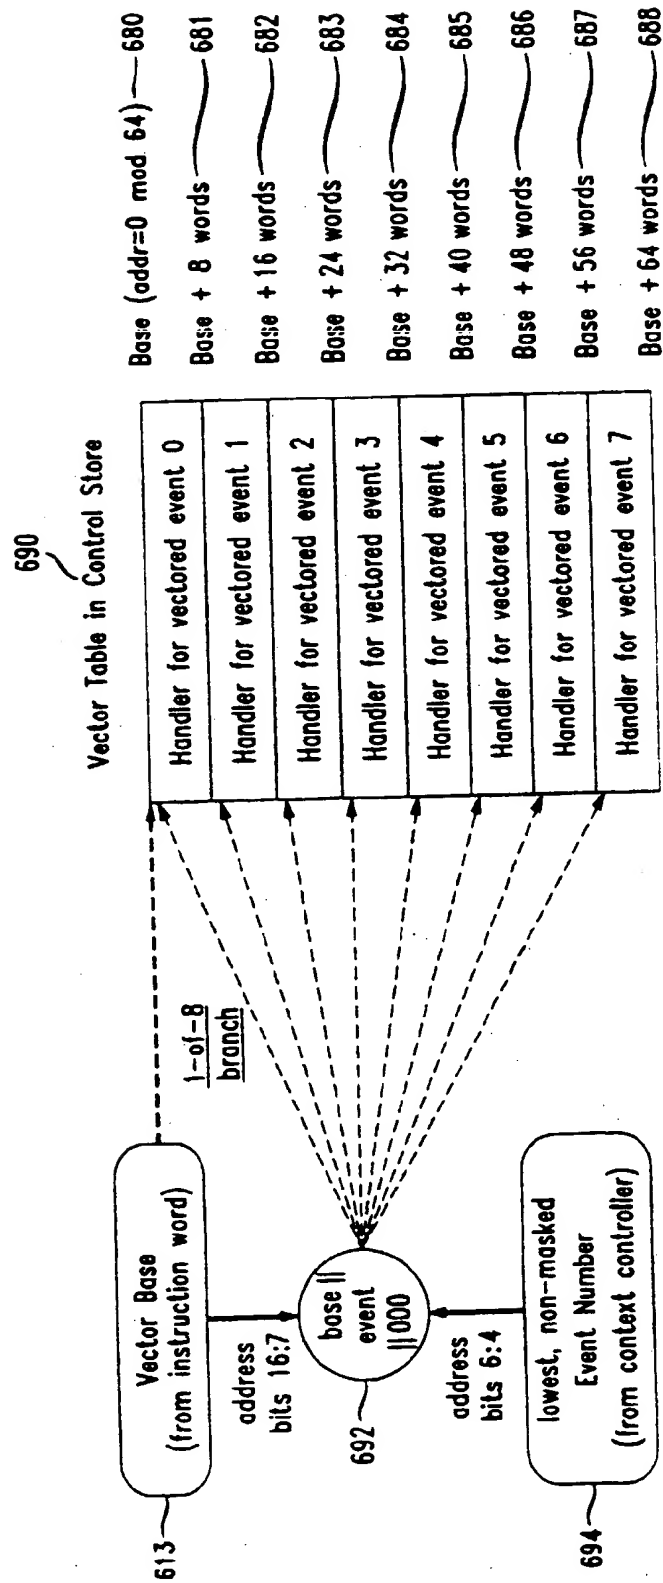 613
Vector Base
(from instruction word)
address
bits 16:7
base ||
event
|| 000
692
address
bits 6:4
lowest, non-masked
Event Number
(from context controller)
694
1-of-8
branch
690
Vector Table in Control Store
Handler for vectored event 0
Handler for vectored event 1
Handler for vectored event 2
Handler for vectored event 3
Handler for vectored event 4
Handler for vectored event 5
Handler for vectored event 6
Handler for vectored event 7
Base (addr=0 mod 64) 680
Base + 8 words 681
Base + 16 words 682
Base + 24 words 683
Base + 32 words 684
Base + 40 words 685
Base + 48 words 686
Base + 56 words 687
Base + 64 words 688